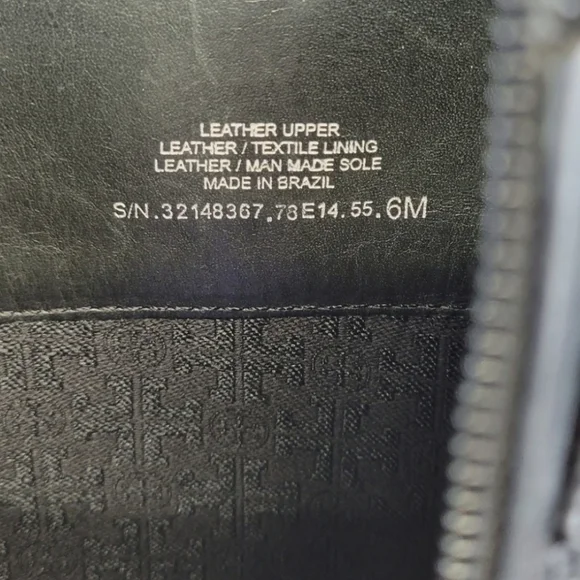 LEATHER UPPER
LEATHER / TEXTILE LINING
LEATHER / MAN MADE SOLE
MADE IN BRAZIL
S/N.32148367.78E14.55.6M